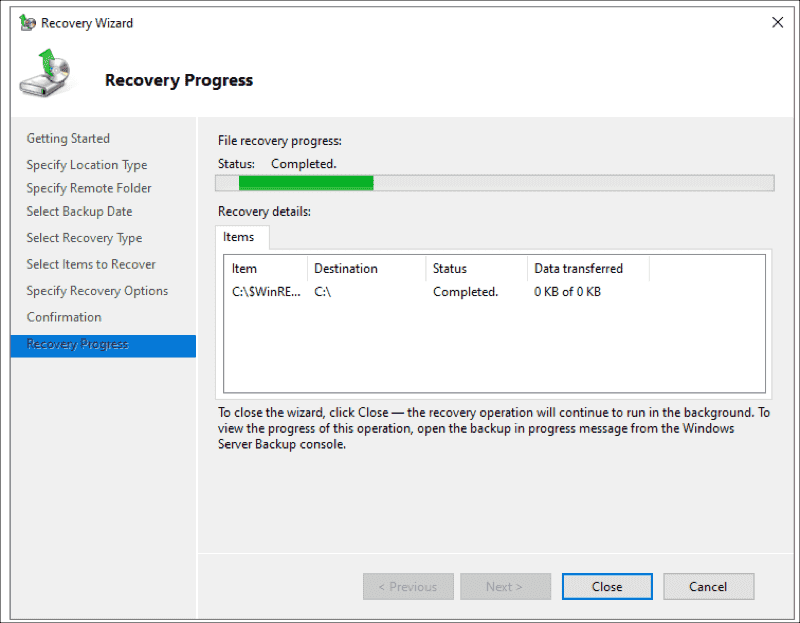 Recovery Wizard
Recovery Progress
Getting Started
Specify Location Type
Specify Remote Folder
Select Backup Date
Select Recovery Type
Select Items to Recover
Specify Recovery Options
Confirmation
Recovery Progress
File recovery progress:
Status: Completed.
Recovery details:
Items
Item Destination Status Data transferred
C:\$WinRE... C:\ Completed. 0 KB of 0 KB
To close the wizard, click Close — the recovery operation will continue to run in the background. To
view the progress of this operation, open the backup in progress message from the Windows
Server Backup console.
< Previous Next > Close Cancel